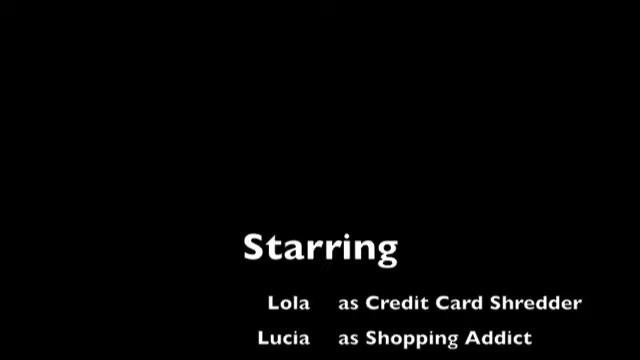 Starring
Lola as Credit Card Shredder
Lucia as Shopping Addict